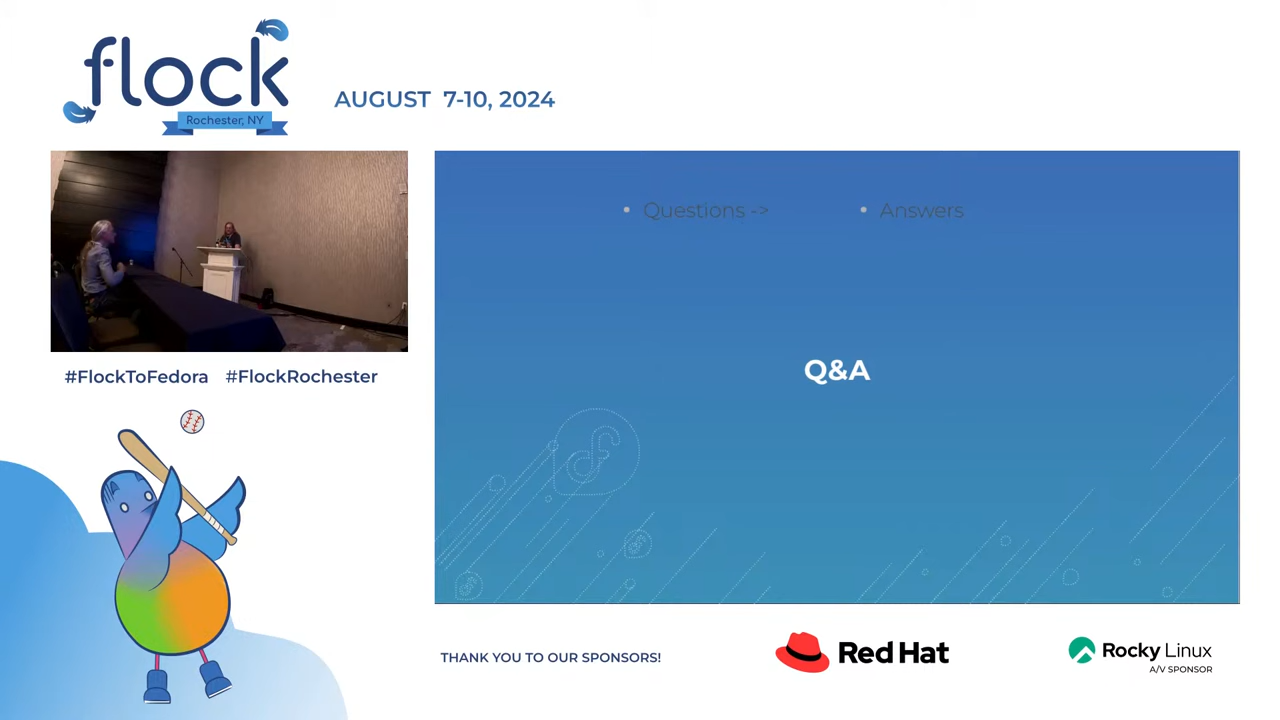 flock
Rochester, NY
AUGUST 7-10, 2024
• Questions ->
• Answers
Q&A
#FlockToFedora #FlockRochester
THANK YOU TO OUR SPONSORS!
Red Hat
Rocky Linux
A/V SPONSOR